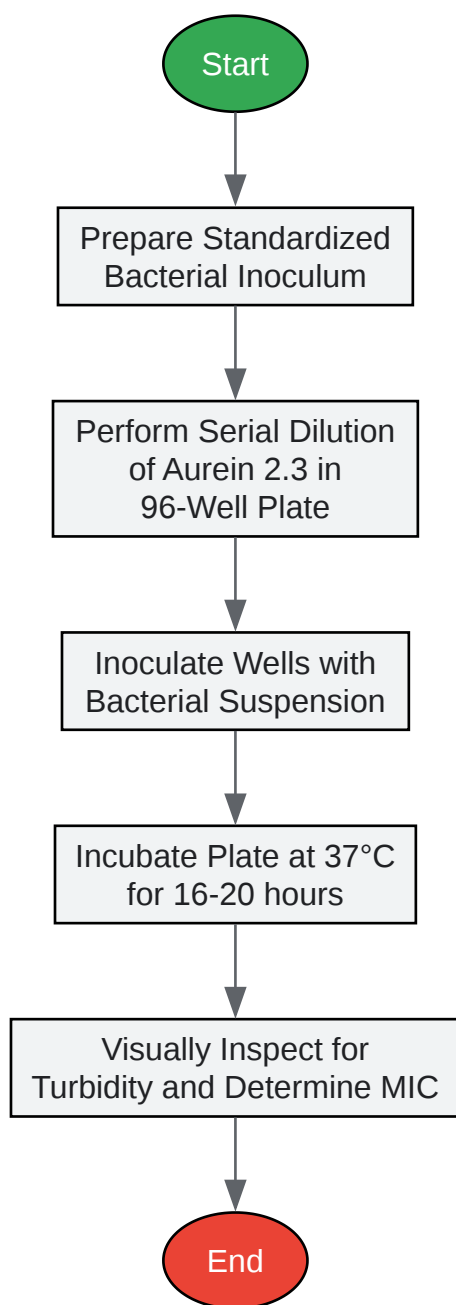 Start
Prepare Standardized
Bacterial Inoculum
Perform Serial Dilution
of Aurein 2.3 in
96-Well Plate
Inoculate Wells with
Bacterial Suspension
Incubate Plate at 37°C
for 16-20 hours
Visually Inspect for
Turbidity and Determine MIC
End